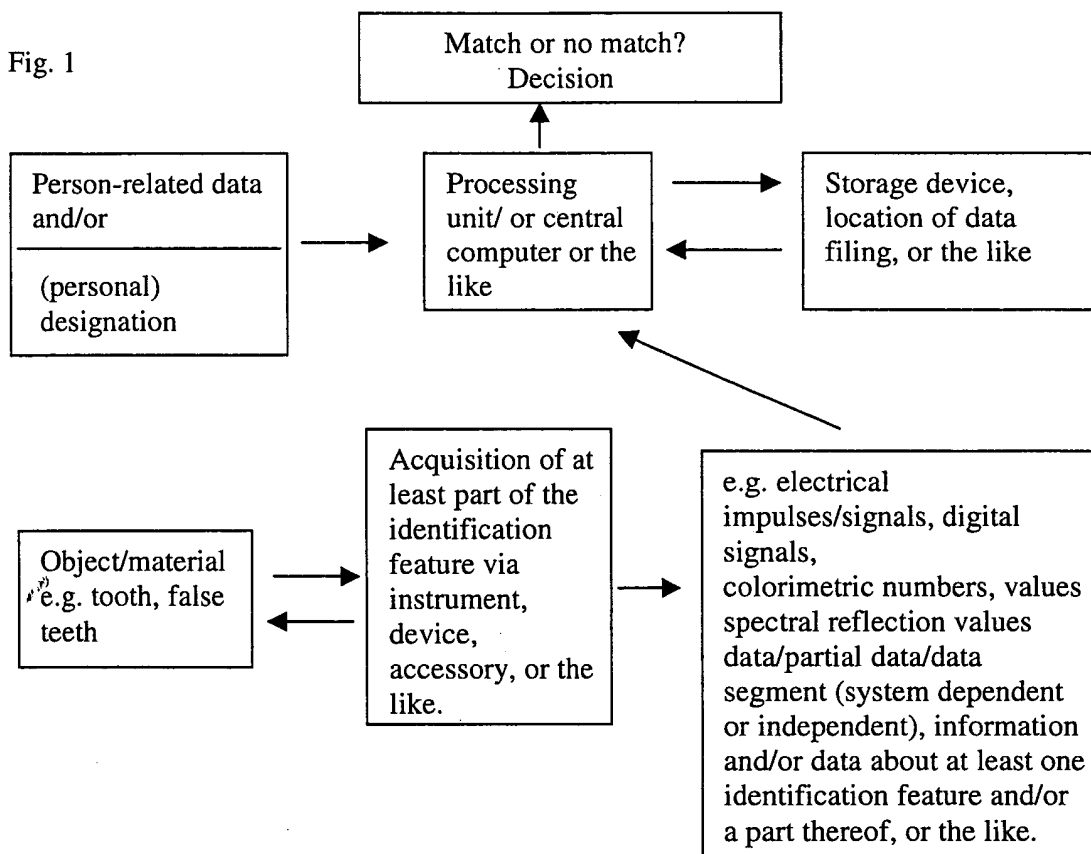 Fig. 1
Match or no match?
Decision
Person-related data
and/or
(personal)
designation
Processing
unit/ or central
computer or the
like
Storage device,
location of data
filing, or the like
Object/material
e.g. tooth, false
teeth
Acquisition of at
least part of the
identification
feature via
instrument,
device,
accessory, or the
like.
e.g. electrical
impulses/signals, digital
signals,
colorimetric numbers, values
spectral reflection values
data/partial data/data
segment (system dependent
or independent), information
and/or data about at least one
identification feature and/or
a part thereof, or the like.